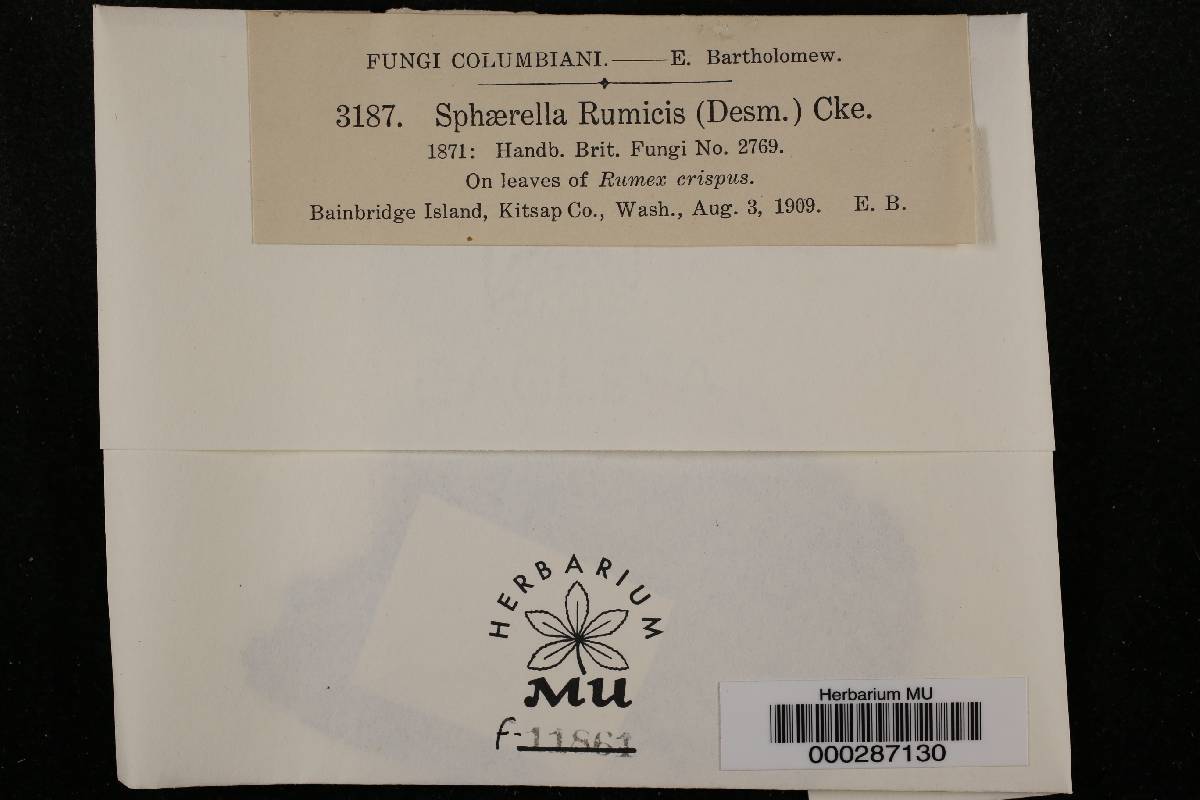 FUNGI COLUMBIANI.——E. Bartholomew.
3187. Sphærella Rumicis (Desm.) Cke.
1871: Handb. Brit. Fungi No. 2769.
On leaves of Rumex crispus.
Bainbridge Island, Kitsap Co., Wash., Aug. 3, 1909. E. B.
HERBARIUM
MU
f-11861
Herbarium MU
000287130